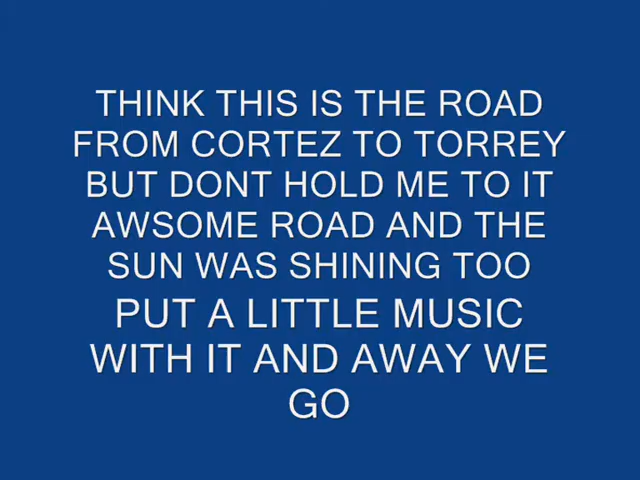 THINK THIS IS THE ROAD
FROM CORTEZ TO TORREY
BUT DONT HOLD ME TO IT
AWSOME ROAD AND THE
SUN WAS SHINING TOO
PUT A LITTLE MUSIC
WITH IT AND AWAY WE
GO